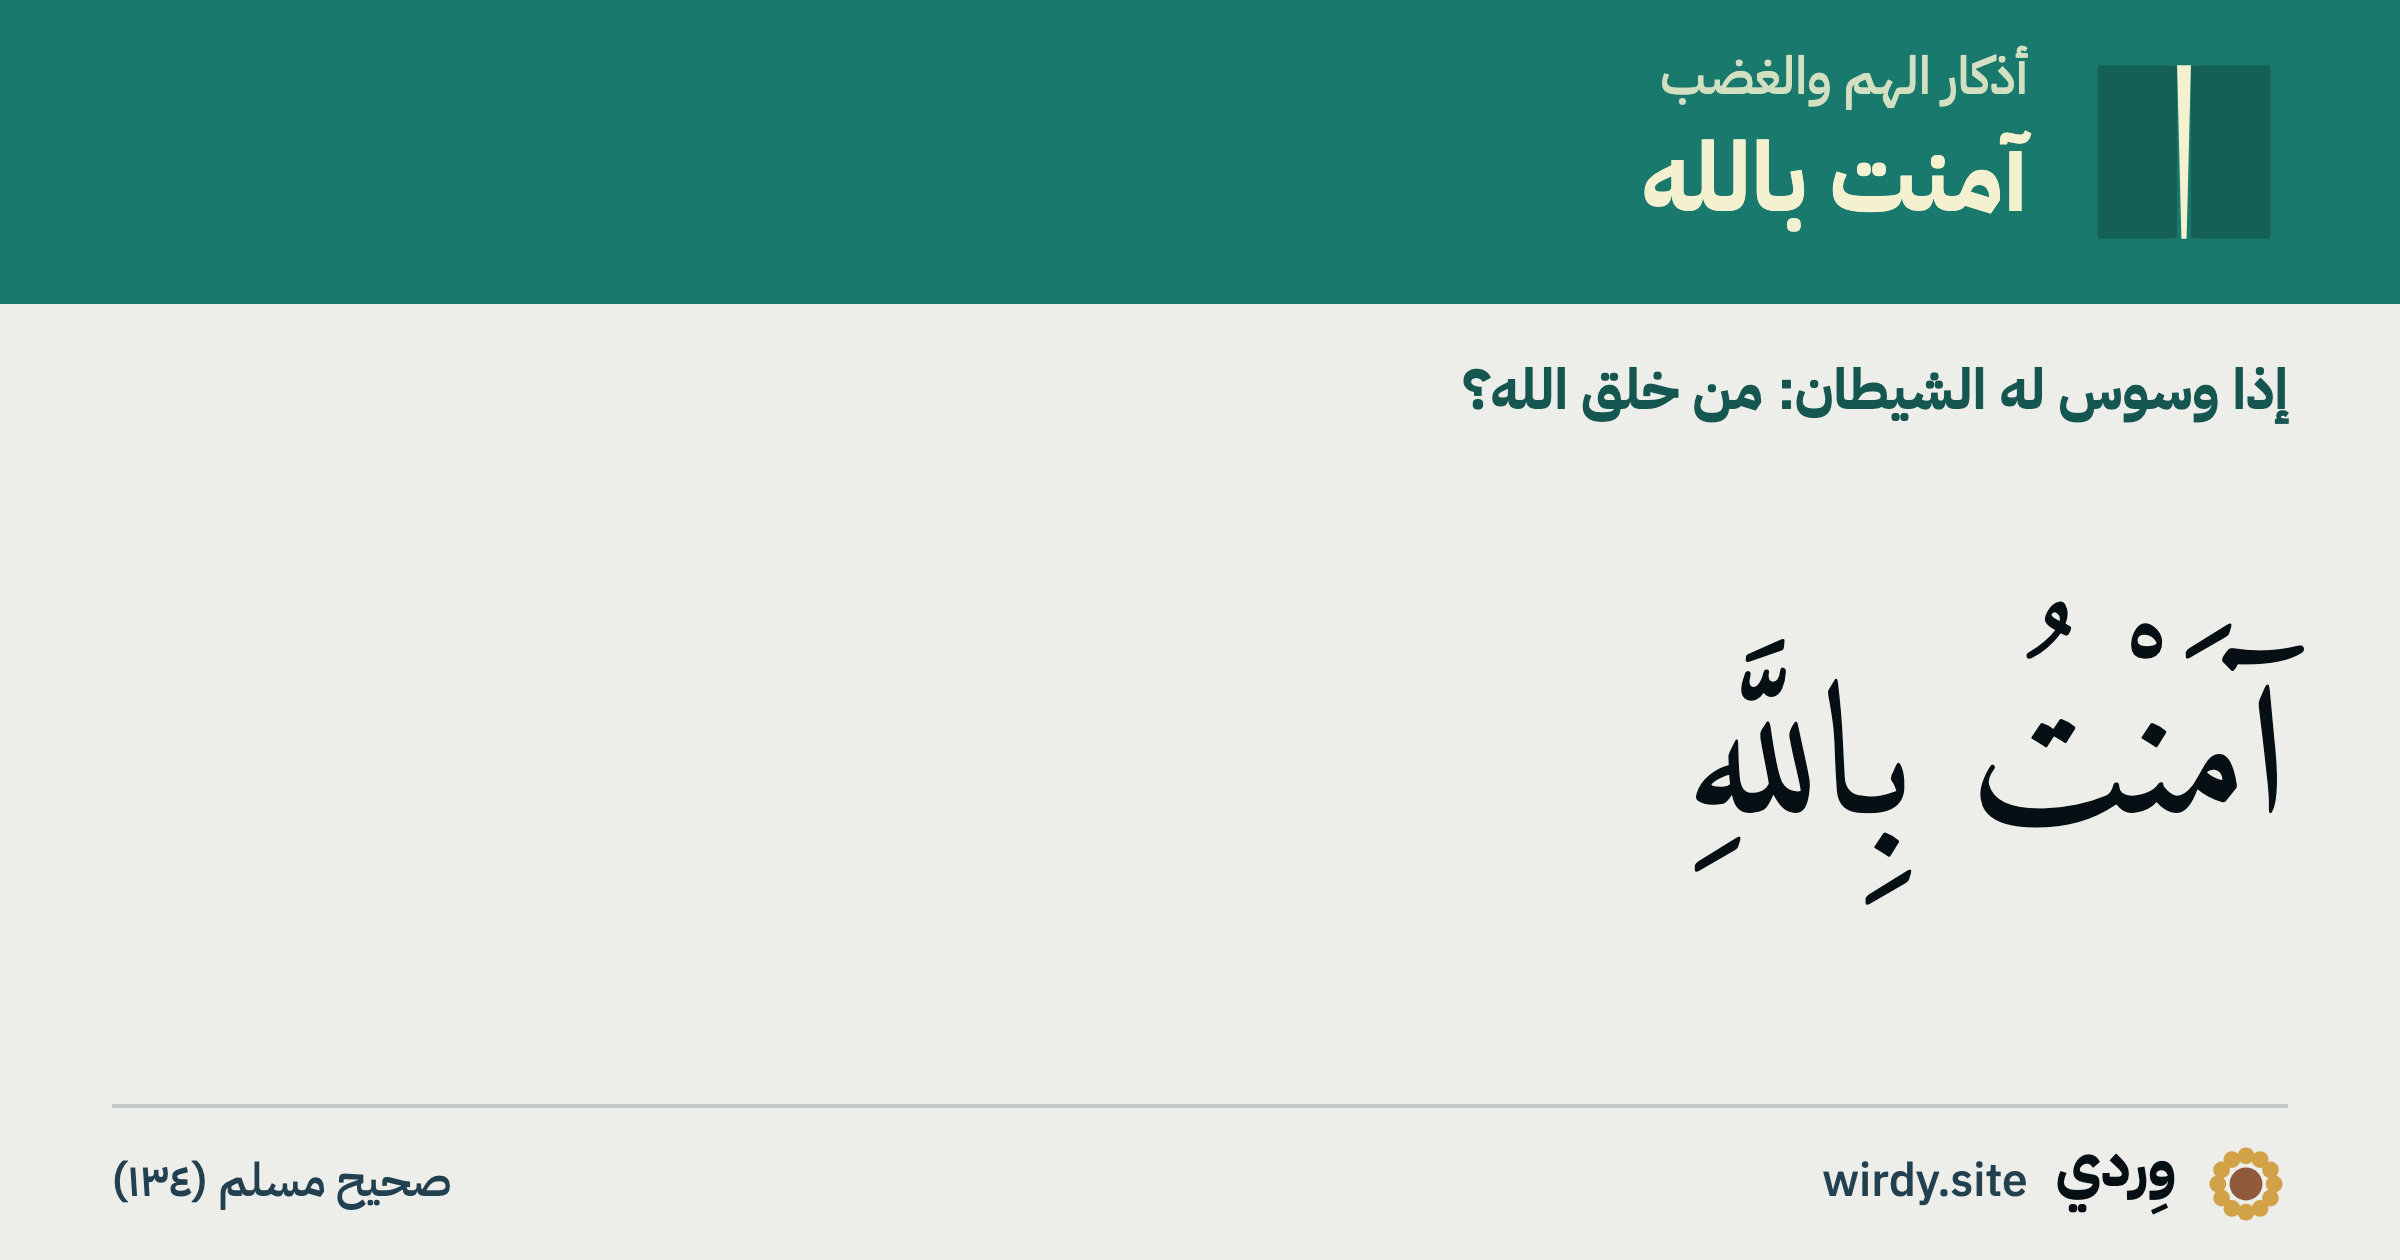 أذكار الهم والغضب
آمنت بالله
إذا وسوس له الشيطان: من خلق الله؟
آمَنْتُ بِاللَّهِ
وِردي wirdy.site
صحيح مسلم (١٣٤)